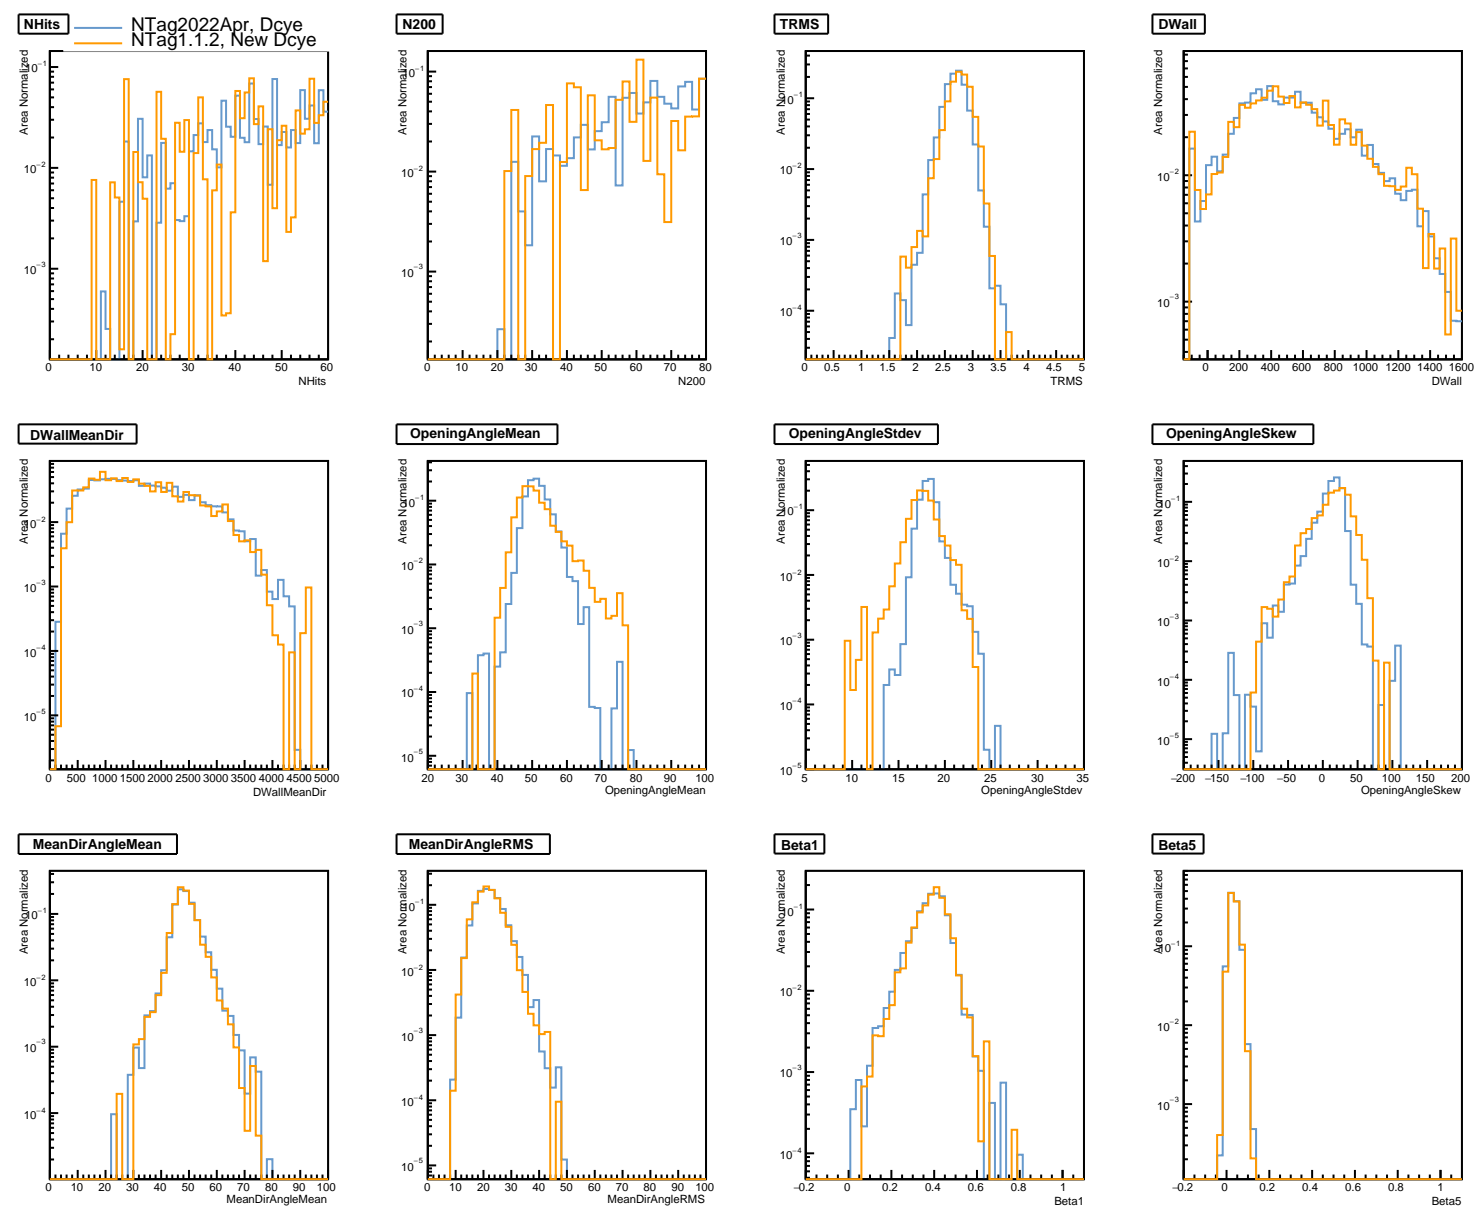 NHits
NTag2022Apr, Dcye
NTag1.1.2, New Dcye
Area Normalized
10−1
10−2
10−3
0 10 20 30 40 50 60
NHits
N200
Area Normalized
10−1
10−2
10−3
0 10 20 30 40 50 60 70 80
N200
TRMS
Area Normalized
10−1
10−2
10−3
10−4
0 0.5 1 1.5 2 2.5 3 3.5 4 4.5 5
TRMS
DWall
Area Normalized
10−2
10−3
0 200 400 600 800 1000 1200 1400 1600
DWall
DWallMeanDir
Area Normalized
10−2
10−3
10−4
10−5
0 500 1000 1500 2000 2500 3000 3500 4000 4500 5000
DWallMeanDir
OpeningAngleMean
Area Normalized
10−1
10−2
10−3
10−4
10−5
20 30 40 50 60 70 80 90 100
OpeningAngleMean
OpeningAngleStdev
Area Normalized
10−1
10−2
10−3
10−4
10−5
5 10 15 20 25 30 35
OpeningAngleStdev
OpeningAngleSkew
Area Normalized
10−1
10−2
10−3
10−4
10−5
−200 −150 −100 −50 0 50 100 150 200
OpeningAngleSkew
MeanDirAngleMean
Area Normalized
10−1
10−2
10−3
10−4
0 10 20 30 40 50 60 70 80 90 100
MeanDirAngleMean
MeanDirAngleRMS
Area Normalized
10−1
10−2
10−3
10−4
10−5
0 10 20 30 40 50 60 70 80 90 100
MeanDirAngleRMS
Beta1
Area Normalized
10−1
10−2
10−3
10−4
−0.2 0 0.2 0.4 0.6 0.8 1
Beta1
Beta5
Area Normalized
10−1
10−2
10−3
−0.2 0 0.2 0.4 0.6 0.8 1
Beta5